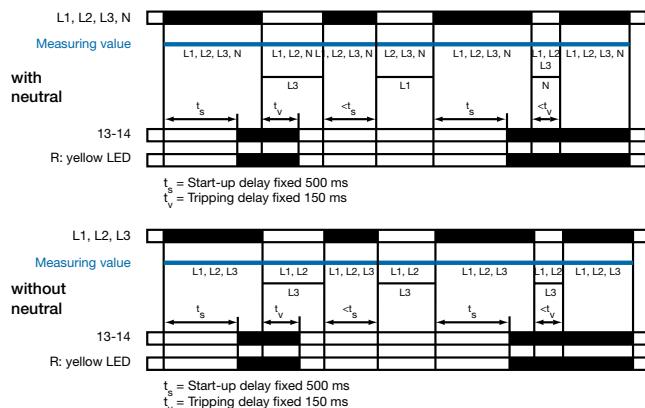 L1, L2, L3, N
Measuring value
L1, L2, L3, N L1, L2, N L1, L2, L3, N L2, L3, N L1, L2, L3, N L1, L2 L1, L2, L3, N
L3
with
neutral
L3 L1 N
ts tv <ts ts <tv
13-14
R: yellow LED
ts = Start-up delay fixed 500 ms
tv = Tripping delay fixed 150 ms
L1, L2, L3
Measuring value
L1, L2, L3 L1, L2 L1, L2, L3 L1, L2 L1, L2, L3 L1, L2 L1, L2, L3
without
neutral
L3 L3 L3
ts tv <ts ts <tv
13-14
R: yellow LED
ts = Start-up delay fixed 500 ms
tv = Tripping delay fixed 150 ms